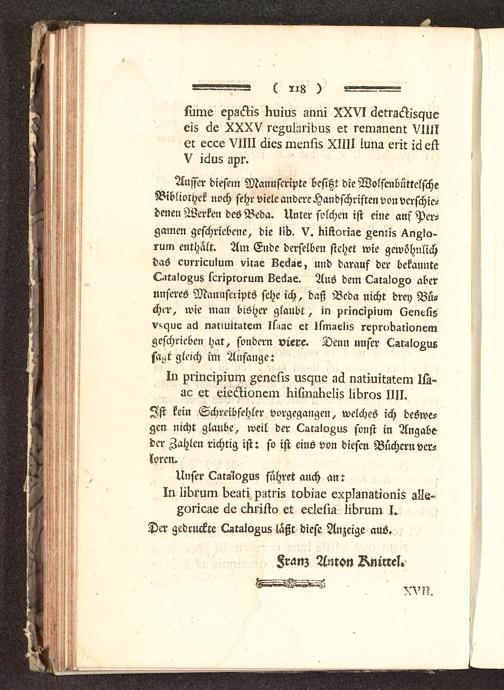 ( 118 )
sume epactis huius anni XXVI detractisque
eis de XXXV regularibus et remanent VIIII
et ecce VIIII dies mensis XIIII luna erit id est
V idus apr.
Ausser diesem Manuscripte besitzt die Wolfenbüttelsche
Bibliothek noch sehr viele andere Handschriften von verschie-
denen Werken des Beda. Unter solchen ist eine auf Per-
gamen geschriebene, die lib. V. historiae gentis Anglo-
rum enthält. Am Ende derselben stehet wie gewöhnlich
das curriculum vitae Bedae, und darauf der bekannte
Catalogus scriptorum Bedae. Aus dem Catalogo aber
unseres Manuscripts sehe ich, daß Beda nicht drey Bü-
cher, wie man bisher glaubt, in principium Genesis
vsque ad natiuitatem Isaac et Ismaelis reprobationem
geschrieben hat, sondern viere. Denn unser Catalogus
sagt gleich im Anfange:
In principium genesis usque ad natiuitatem Isa-
ac et eiectionem hismahelis libros IIII.
Ist kein Schreibfehler vorgegangen, welches ich deswe-
gen nicht glaube, weil der Catalogus sonst in Angabe
der Zahlen richtig ist: so ist eins von diesen Büchern ver-
loren.
Unser Catalogus führet auch an:
In librum beati patris tobiae explanationis alle-
goricae de christo et eclesia librum I.
Der gedruckte Catalogus läßt diese Anzeige aus.
Franz Anton Knittel.
XVII.